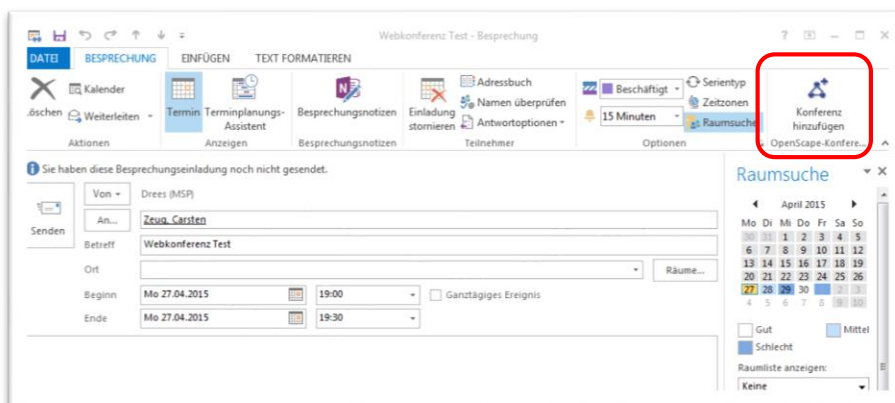 Webkonferenz Test - Besprechung
DATEI BESPRECHUNG EINFÜGEN TEXT FORMATIEREN
Kalender
Weiterleiten
Löschen
Aktionen
Termin Terminplanungs-
Assistent
Anzeigen
Besprechungsnotizen
Besprechungsnotizen
Einladung
stornieren
Adressbuch
Namen überprüfen
Antwortoptionen
Teilnehmer
Beschäftigt
15 Minuten
Serientyp
Zeitzonen
Raumsuche
Optionen
Konferenz
hinzufügen
OpenScape-Konfere...
Sie haben diese Besprechungseinladung noch nicht gesendet.
Senden
Von Drees (MSP)
An... Zeug, Carsten
Betreff Webkonferenz Test
Ort Räume...
Beginn Mo 27.04.2015 19:00 Ganztägiges Ereignis
Ende Mo 27.04.2015 19:30
Raumsuche
April 2015
Mo Di Mi Do Fr Sa So
30 31 1 2 3 4 5
6 7 8 9 10 11 12
13 14 15 16 17 18 19
20 21 22 23 24 25 26
27 28 29 30 2 3
4 5 6 7 8 9 10
Gut Mittel
Schlecht
Raumliste anzeigen:
Keine